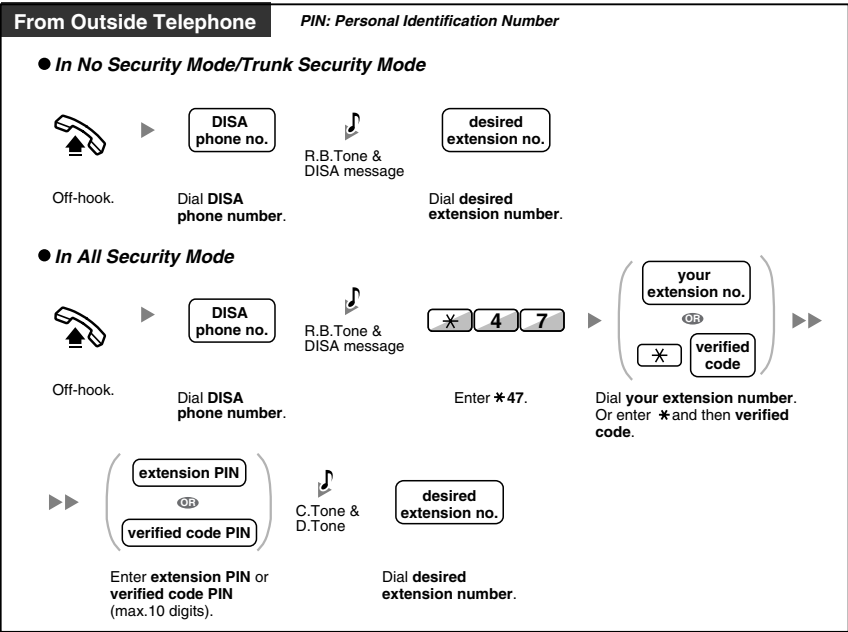 From Outside Telephone
PIN: Personal Identification Number
● In No Security Mode/Trunk Security Mode
DISA
phone no.
desired
extension no.
R.B.Tone &
DISA message
Off-hook.
Dial DISA
phone number.
Dial desired
extension number.
● In All Security Mode
DISA
phone no.
R.B.Tone &
DISA message
* 4 7
your
extension no.
OR
* verified
code
Off-hook.
Dial DISA
phone number.
Enter *47.
Dial your extension number.
Or enter * and then verified
code.
extension PIN
OR
verified code PIN
C.Tone &
D.Tone
desired
extension no.
Enter extension PIN or
verified code PIN
(max.10 digits).
Dial desired
extension number.